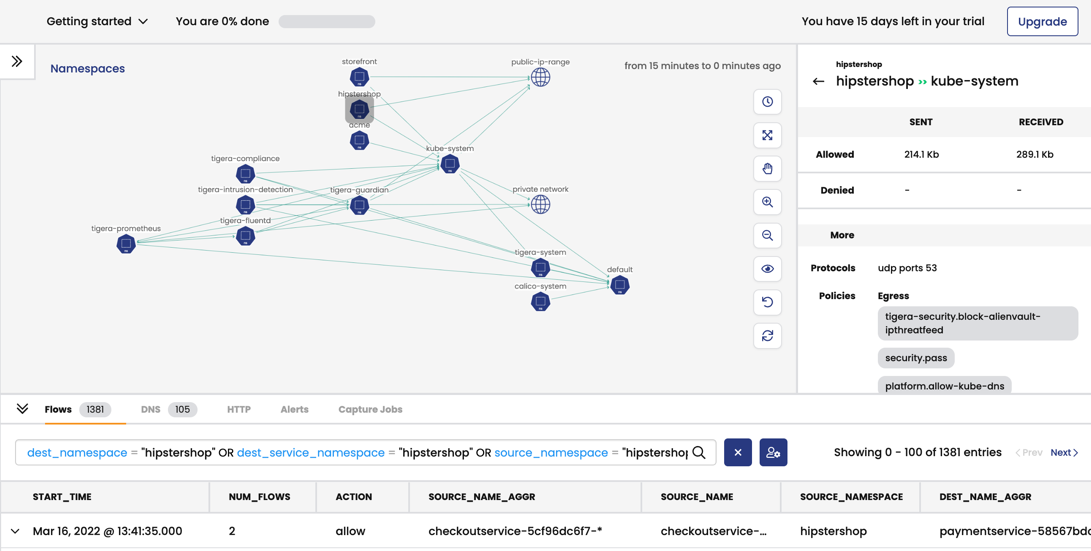 Getting started
You are 0% done
You have 15 days left in your trial
Upgrade
Namespaces
from 15 minutes to 0 minutes ago
storefront
public-ip-range
hipstershop
acme
kube-system
tigera-compliance
tigera-intrusion-detection
tigera-guardian
private network
tigera-fluentd
tigera-prometheus
tigera-system
default
calico-system
hipstershop
hipstershop ›› kube-system
SENT RECEIVED
Allowed 214.1 Kb 289.1 Kb
Denied - -
More
Protocols udp ports 53
Policies Egress
tigera-security.block-alienvault-
ipthreatfeed
security.pass
platform.allow-kube-dns
Flows 1381 DNS 105 HTTP Alerts Capture Jobs
dest_namespace = "hipstershop" OR dest_service_namespace = "hipstershop" OR source_namespace = "hipstershop
Showing 0 - 100 of 1381 entries
Prev Next
START_TIME NUM_FLOWS ACTION SOURCE_NAME_AGGR SOURCE_NAME SOURCE_NAMESPACE DEST_NAME_AGGR
Mar 16, 2022 @ 13:41:35.000 2 allow checkoutservice-5cf96dc6f7-* checkoutservice-... hipstershop paymentservice-58567bdc